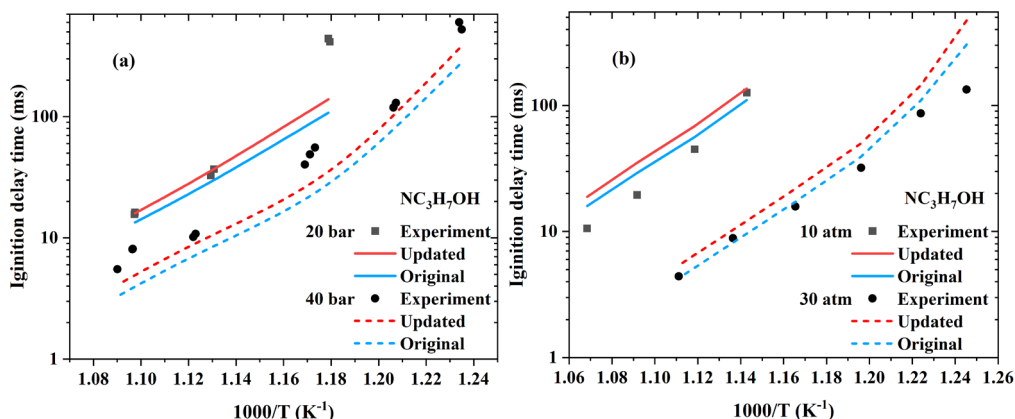 (a)
Iginition delay time (ms)
100
10
1
NC₃H₇OH
20 bar Experiment
Updated
Original
40 bar Experiment
Updated
Original
1.08 1.10 1.12 1.14 1.16 1.18 1.20 1.22 1.24
1000/T (K⁻¹)
(b)
Iginition delay time (ms)
100
10
1
NC₃H₇OH
10 atm Experiment
Updated
Original
30 atm Experiment
Updated
Original
1.06 1.08 1.10 1.12 1.14 1.16 1.18 1.20 1.22 1.24 1.26
1000/T (K⁻¹)